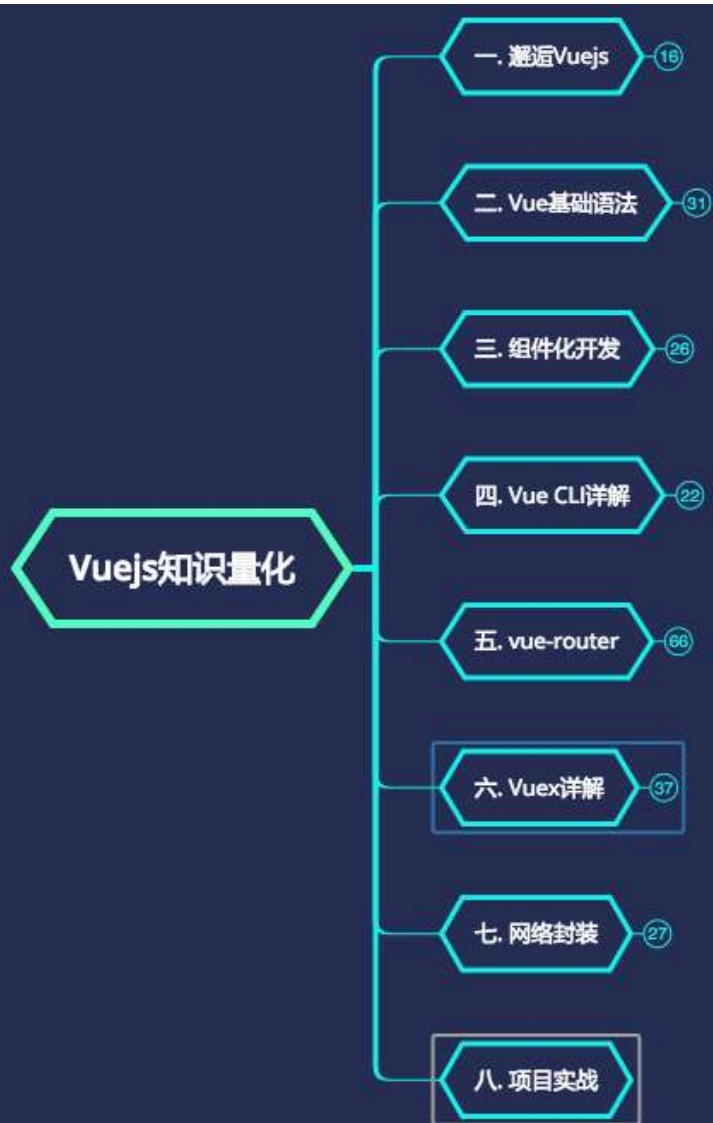 一. 邂逅Vuejs
16
二. Vue基础语法
31
三. 组件化开发
26
四. Vue CLI详解
22
Vuejs知识量化
五. vue-router
66
六. Vuex详解
37
七. 网络封装
27
八. 项目实战